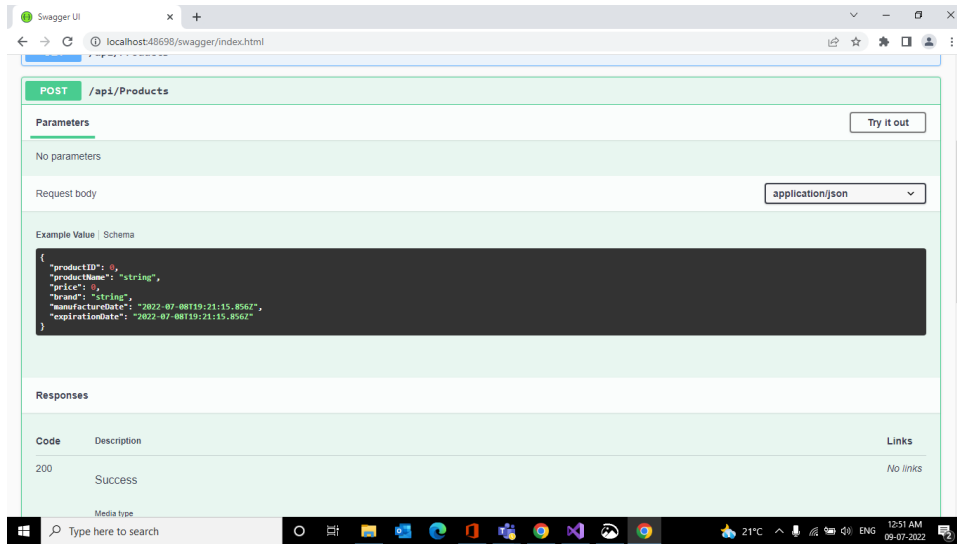 Swagger UI
localhost:48698/swagger/index.html
POST /api/Products
Parameters
Try it out
No parameters
Request body
application/json
Example Value | Schema
{
"productID": 0,
"productName": "string",
"price": 0,
"brand": "string",
"manufactureDate": "2022-07-08T19:21:15.856Z",
"expirationDate": "2022-07-08T19:21:15.856Z"
}
Responses
Code Description Links
200 Success No links
Media type
Type here to search
21°C
ENG
12:51 AM
09-07-2022
2